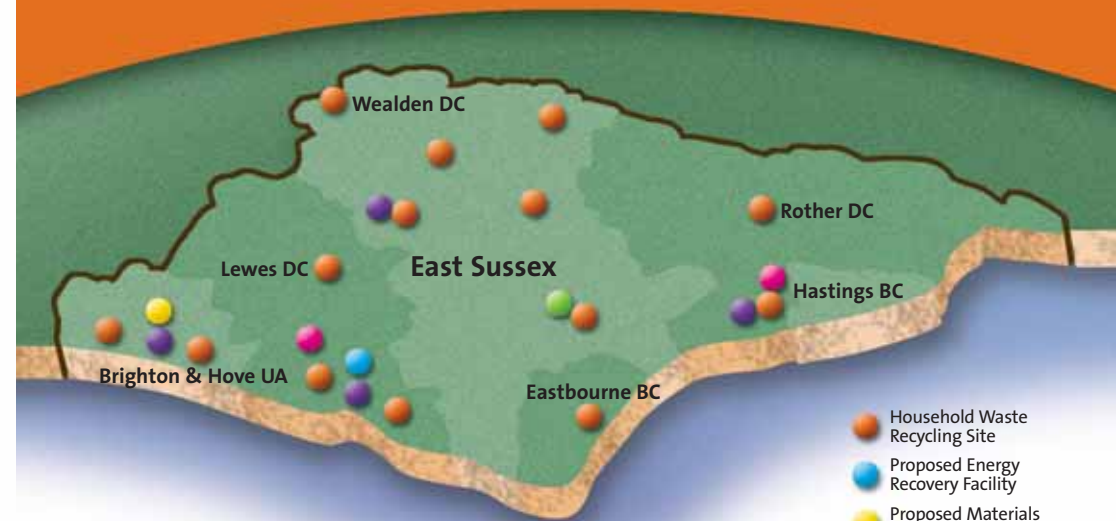 Wealden DC
Rother DC
Lewes DC
East Sussex
Hastings BC
Brighton & Hove UA
Eastbourne BC
Household Waste
Recycling Site
Proposed Energy
Recovery Facility
Proposed Materials